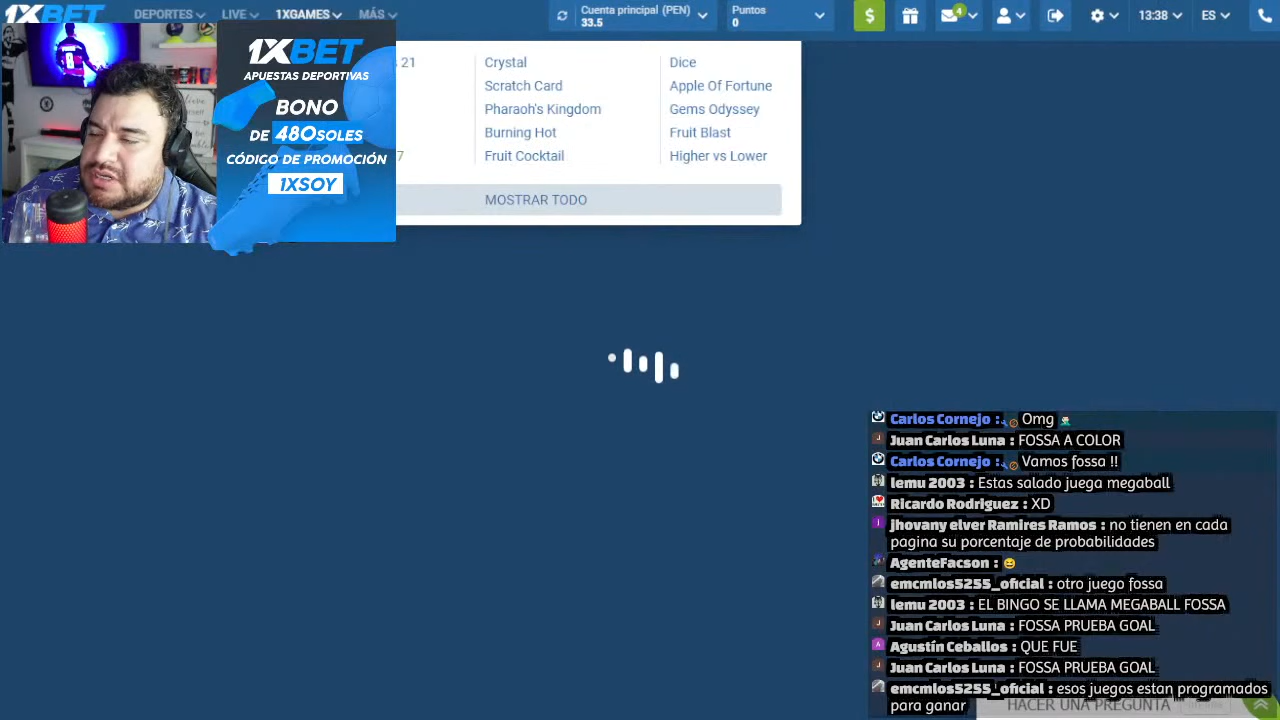 1XBET
DEPORTES
LIVE
1XGAMES
MÁS
Cuenta principal (PEN)
33.5
Puntos
0
4
13:38
ES
1XBET
APUESTAS DEPORTIVAS
BONO
DE 480SOLES
CÓDIGO DE PROMOCIÓN
1XSOY
21
7
Crystal
Scratch Card
Pharaoh's Kingdom
Burning Hot
Fruit Cocktail
Dice
Apple Of Fortune
Gems Odyssey
Fruit Blast
Higher vs Lower
MOSTRAR TODO
Carlos Cornejo : Omg
Juan Carlos Luna : FOSSA A COLOR
Carlos Cornejo : Vamos fossa !!
lemu 2003 : Estas salado juega megaball
Ricardo Rodriguez : XD
jhovany elver Ramires Ramos : no tienen en cada
pagina su porcentaje de probabilidades
AgenteFacson :
emcmlos5255_oficial : otro juego fossa
lemu 2003 : EL BINGO SE LLAMA MEGABALL FOSSA
Juan Carlos Luna : FOSSA PRUEBA GOAL
Agustín Ceballos : QUE FUE
Juan Carlos Luna : FOSSA PRUEBA GOAL
emcmlos5255_oficial : esos juegos estan programados
para ganar
HACER UNA PREGUNTA